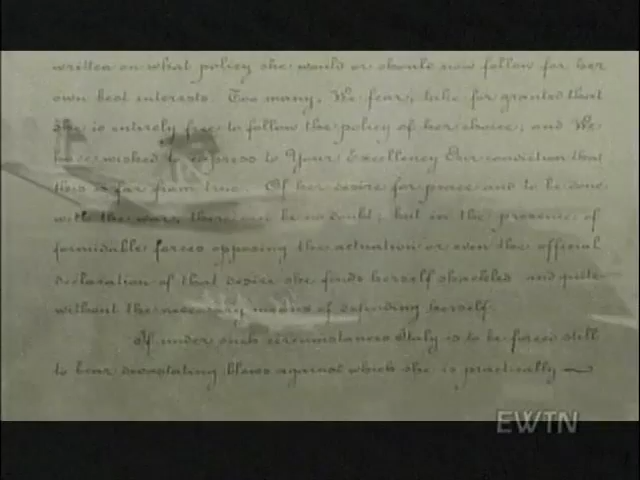 written on what policy she would or should now follow for her
own best interests. Too many, We fear, take for granted that
she is entirely free to follow the policy of her choice; and We
have wished to express to Your Excellency Our conviction that
this is far from true. Of her desire for peace and to be done
with the war, there can be no doubt; but in the presence of
formidable forces opposing the actuation or even the official
declaration of that desire she finds herself shackled and quite
without the necessary means of defending herself.
If under such circumstances Italy is to be forced still
to bear devastating blows against which she is practically
EWTN